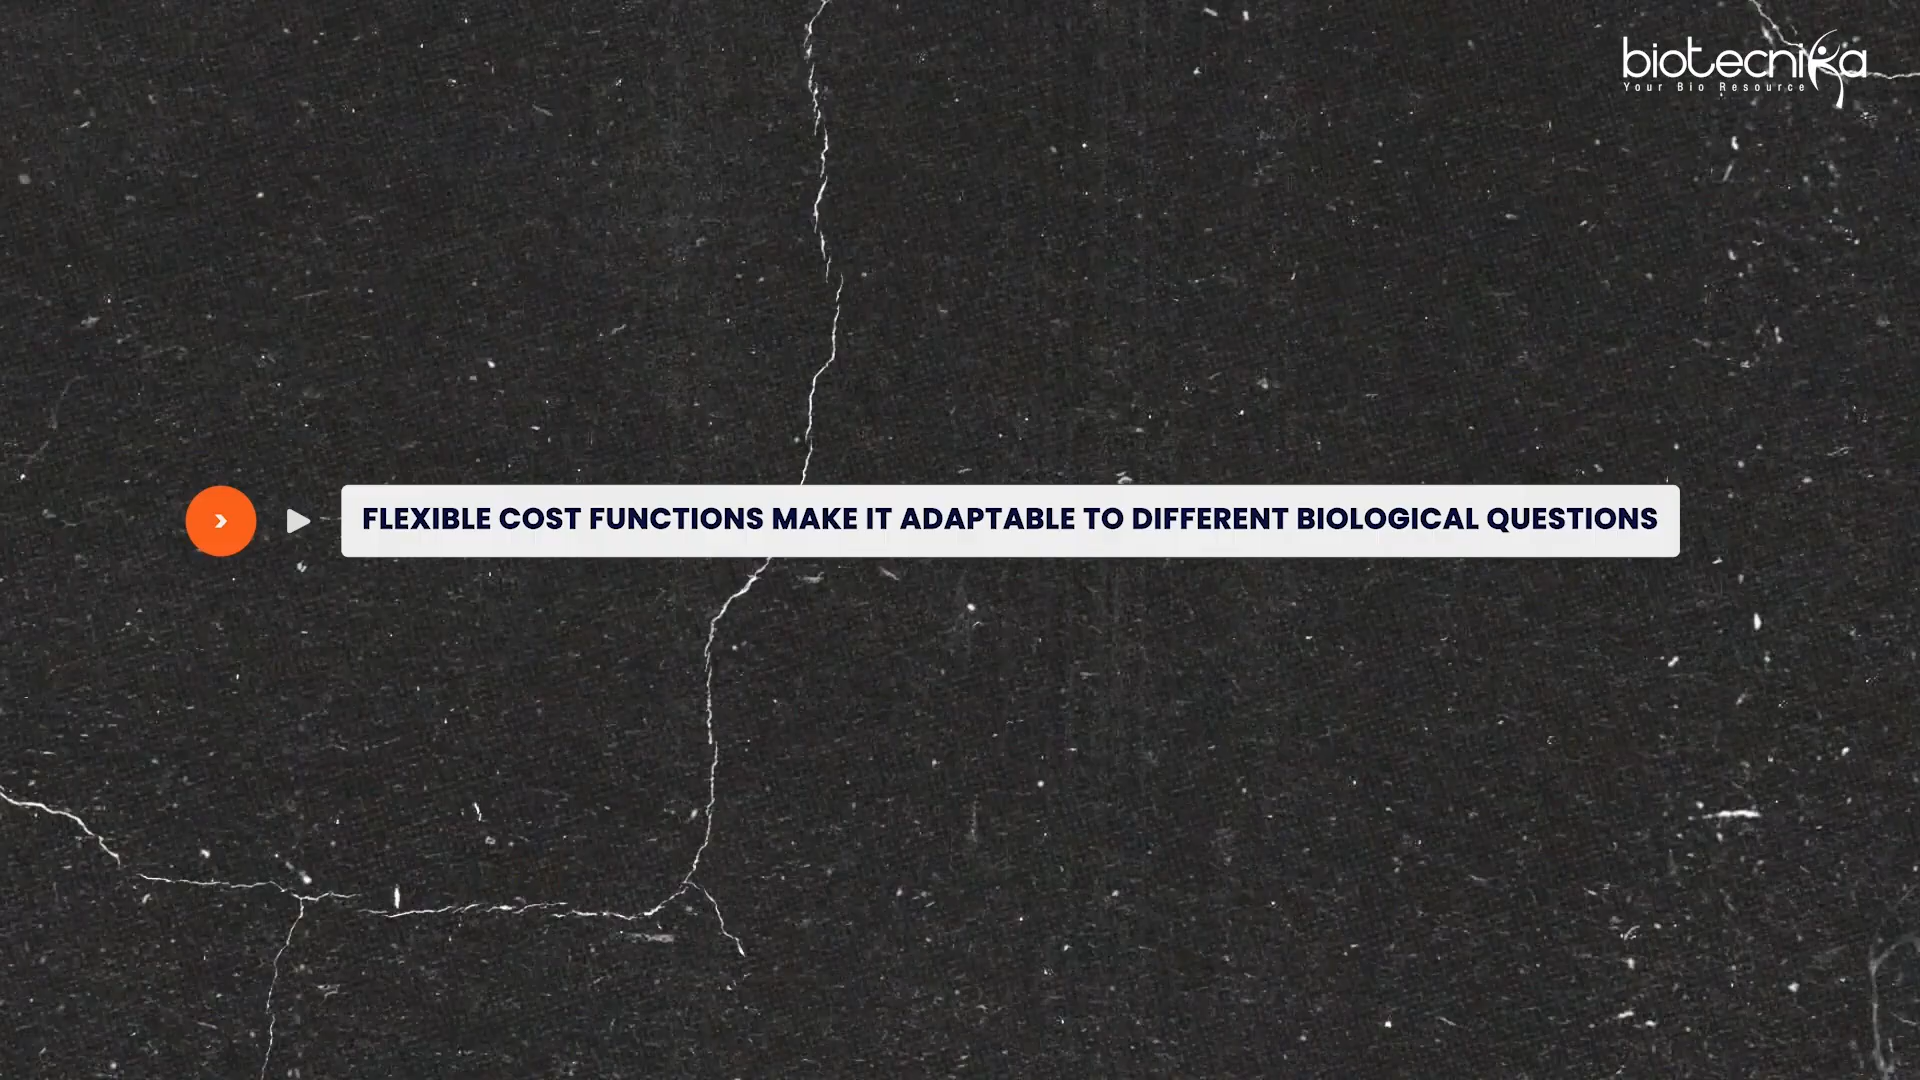 biotecnika
Your Bio Resource
FLEXIBLE COST FUNCTIONS MAKE IT ADAPTABLE TO DIFFERENT BIOLOGICAL QUESTIONS